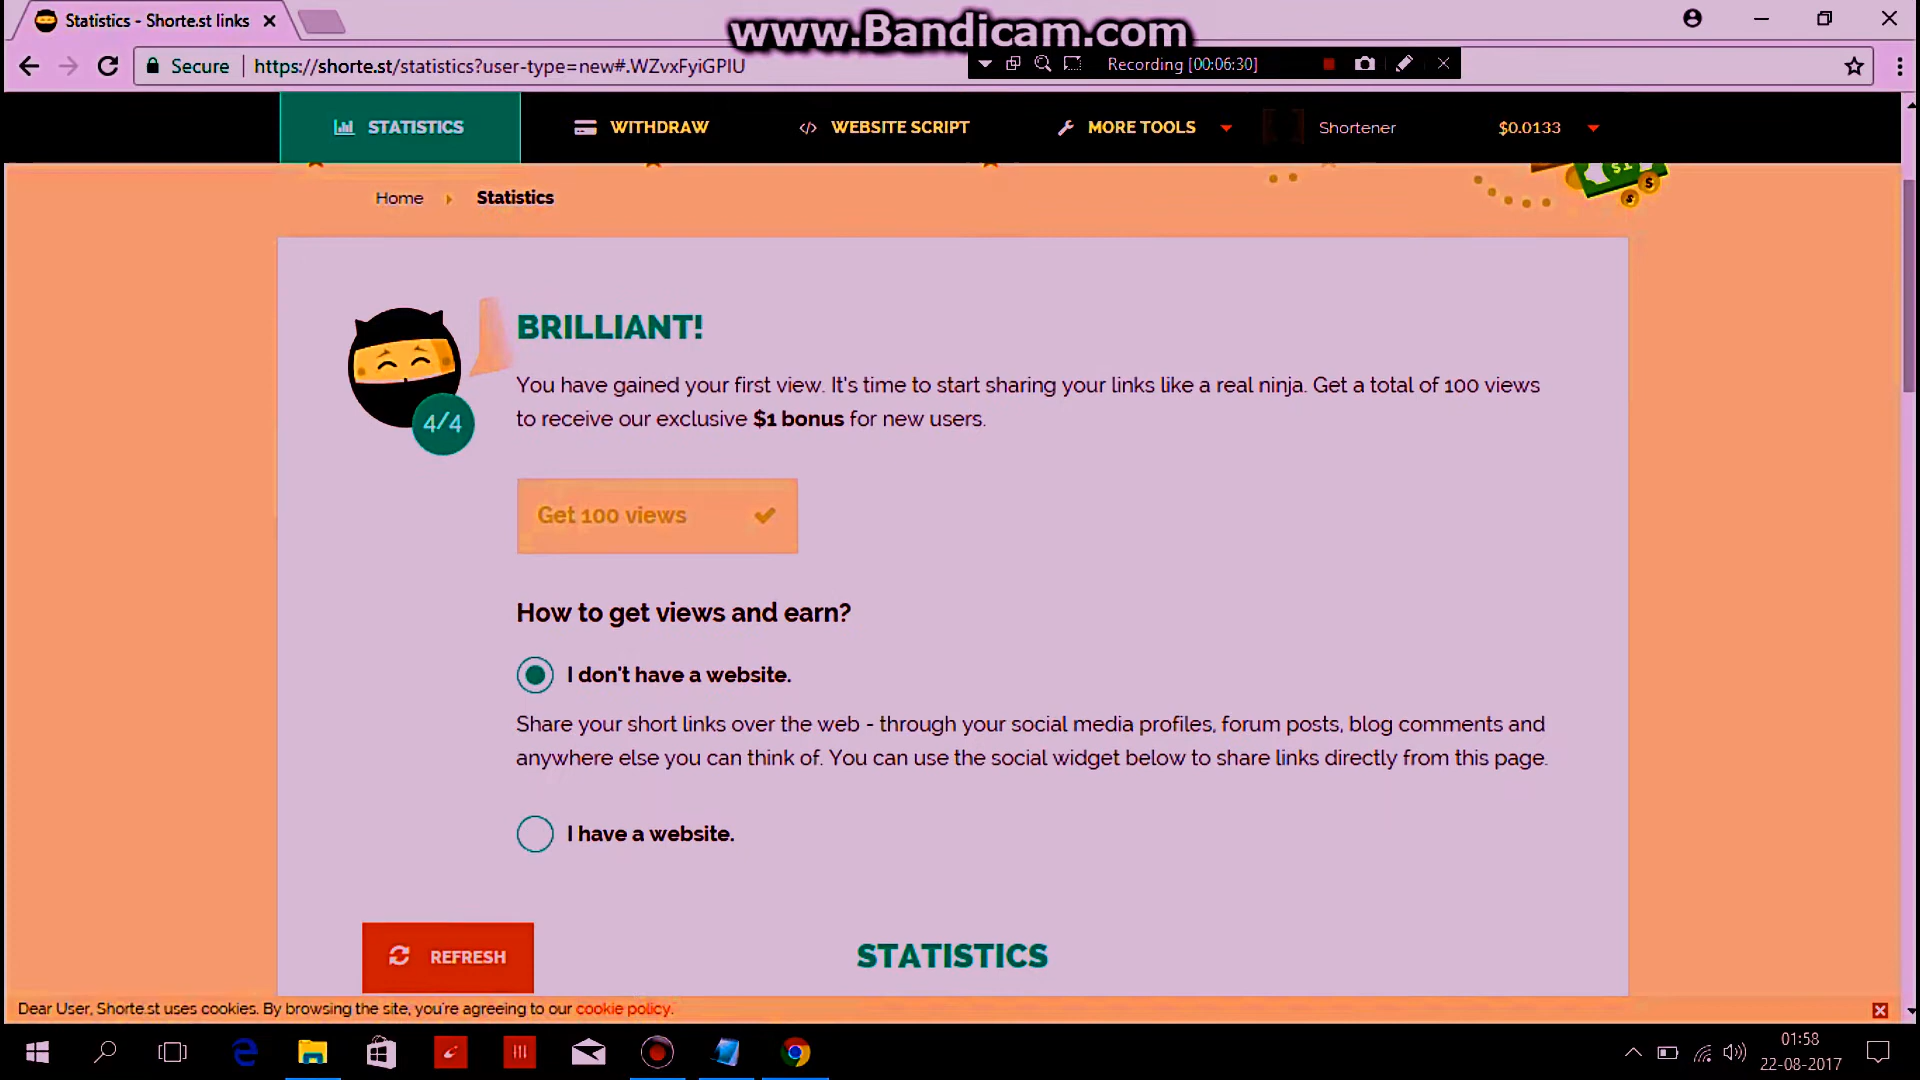 Statistics - Shorte.st links
www.Bandicam.com
Secure https://shorte.st/statistics?user-type=new#.WZvxFyiGPIU
Recording [00:06:30]
STATISTICS WITHDRAW WEBSITE SCRIPT MORE TOOLS Shortener $0.0133
Home Statistics
BRILLIANT!
You have gained your first view. It's time to start sharing your links like a real ninja. Get a total of 100 views
to receive our exclusive $1 bonus for new users.
4/4
Get 100 views
How to get views and earn?
I don't have a website.
Share your short links over the web - through your social media profiles, forum posts, blog comments and
anywhere else you can think of. You can use the social widget below to share links directly from this page.
I have a website.
REFRESH
STATISTICS
Dear User, Shorte.st uses cookies. By browsing the site, you're agreeing to our cookie policy.
01:58
22-08-2017